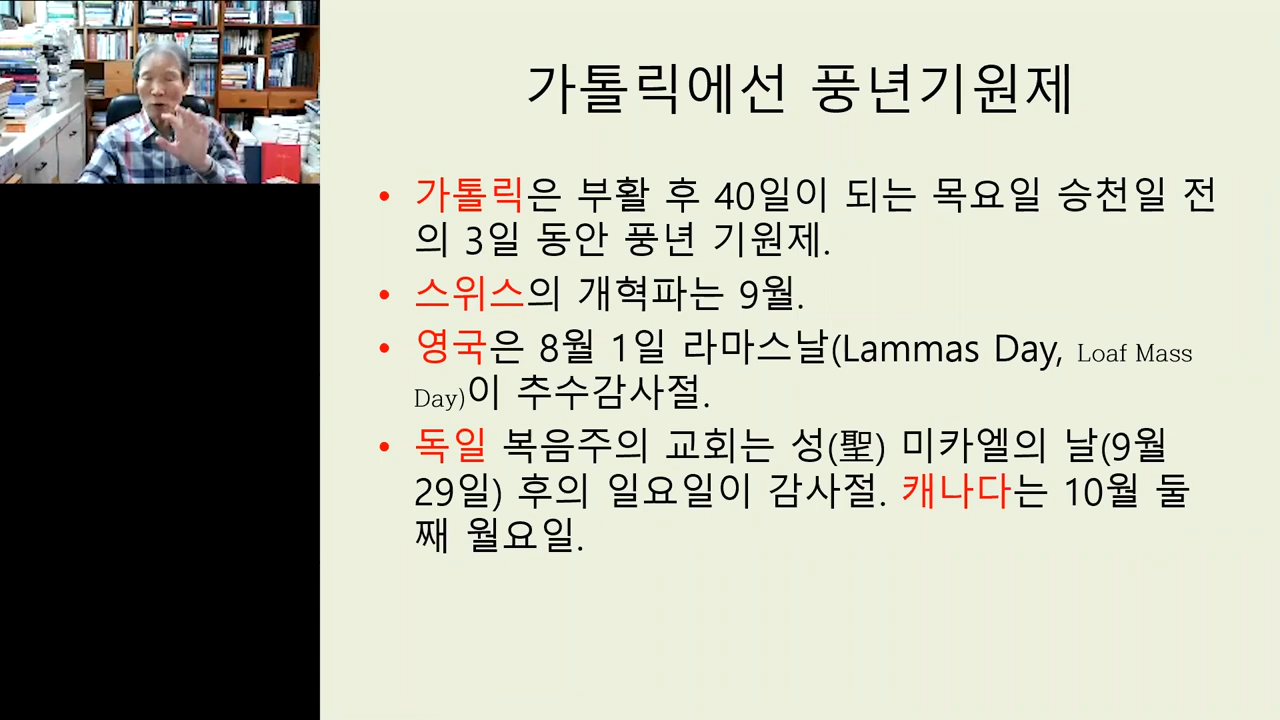 가톨릭에선 풍년기원제
• 가톨릭은 부활 후 40일이 되는 목요일 승천일 전
의 3일 동안 풍년 기원제.
• 스위스의 개혁파는 9월.
• 영국은 8월 1일 라마스날(Lammas Day, Loaf Mass
Day)이 추수감사절.
• 독일 복음주의 교회는 성(聖) 미카엘의 날(9월
29일) 후의 일요일이 감사절. 캐나다는 10월 둘
째 월요일.